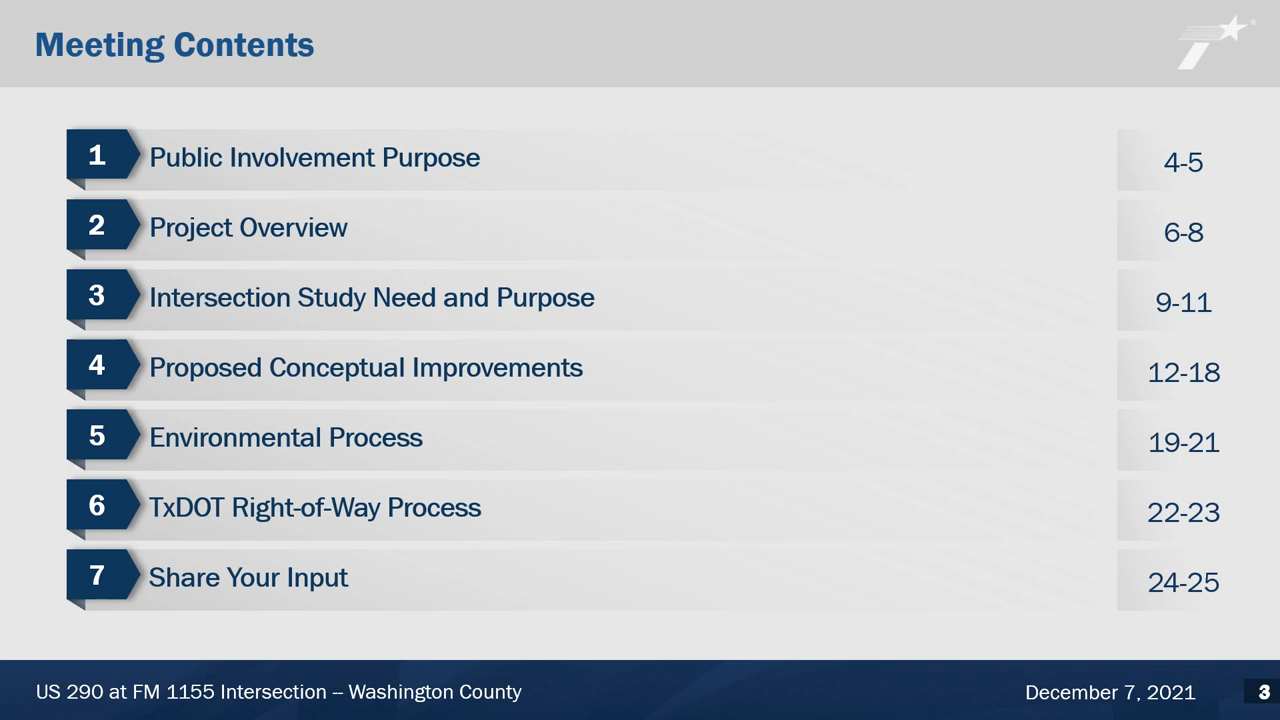 Meeting Contents
1 Public Involvement Purpose 4-5
2 Project Overview 6-8
3 Intersection Study Need and Purpose 9-11
4 Proposed Conceptual Improvements 12-18
5 Environmental Process 19-21
6 TxDOT Right-of-Way Process 22-23
7 Share Your Input 24-25
US 290 at FM 1155 Intersection – Washington County December 7, 2021 3